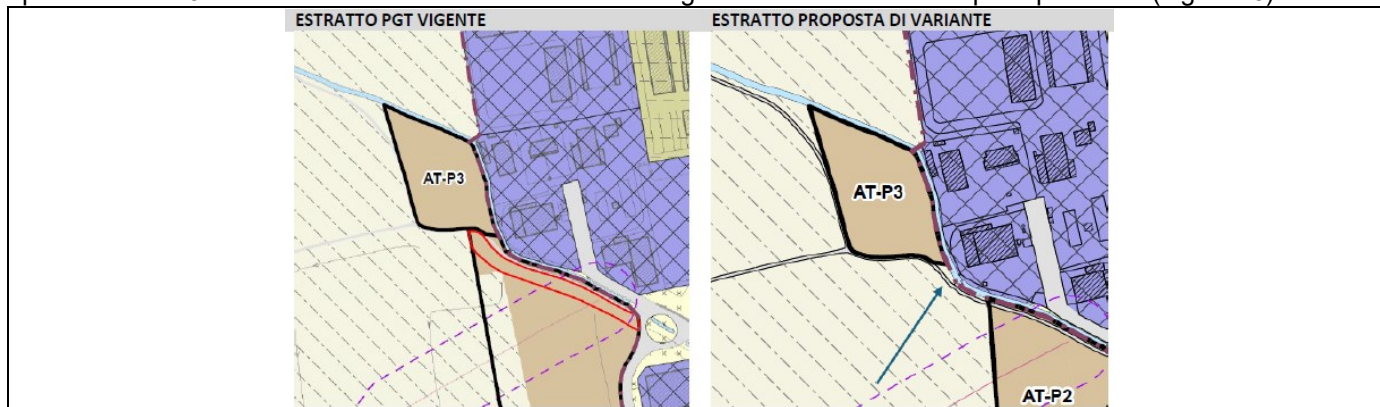 ESTRATTO PGT VIGENTE
ESTRATTO PROPOSTA DI VARIANTE
AT-P3
AT-P3
AT-P2